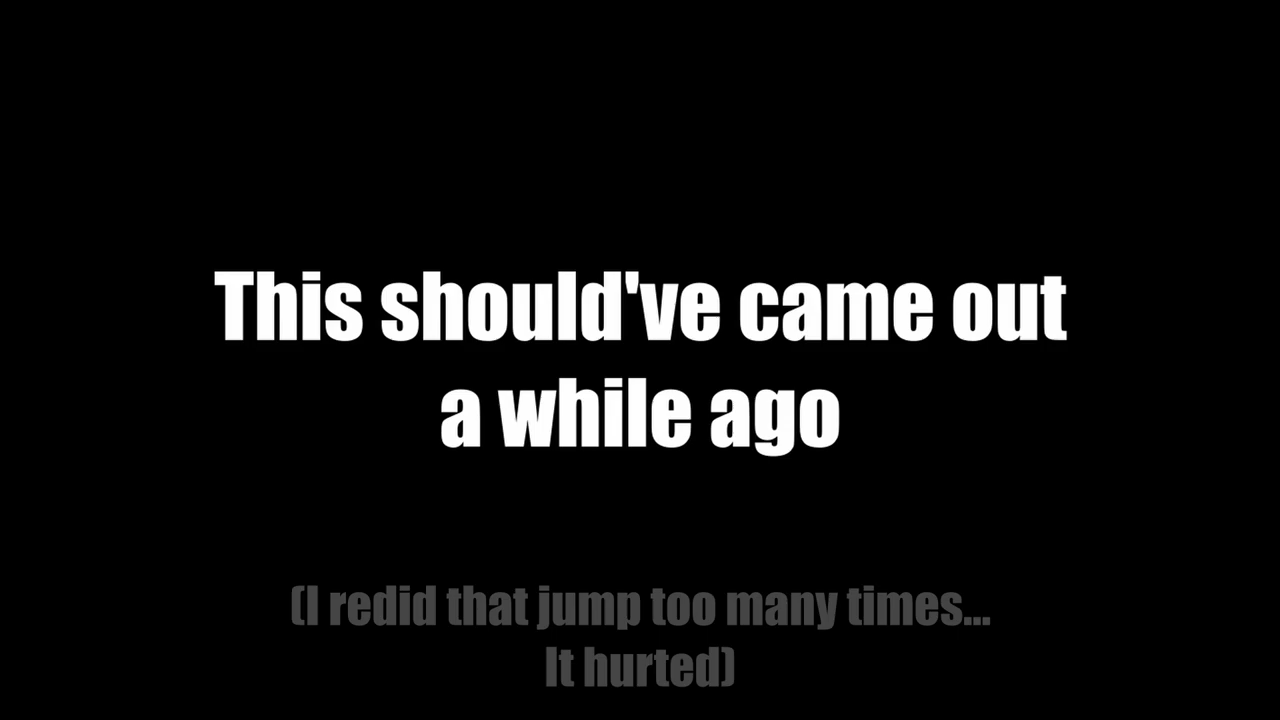 This should've came out
a while ago
(I redid that jump too many times...
It hurted)